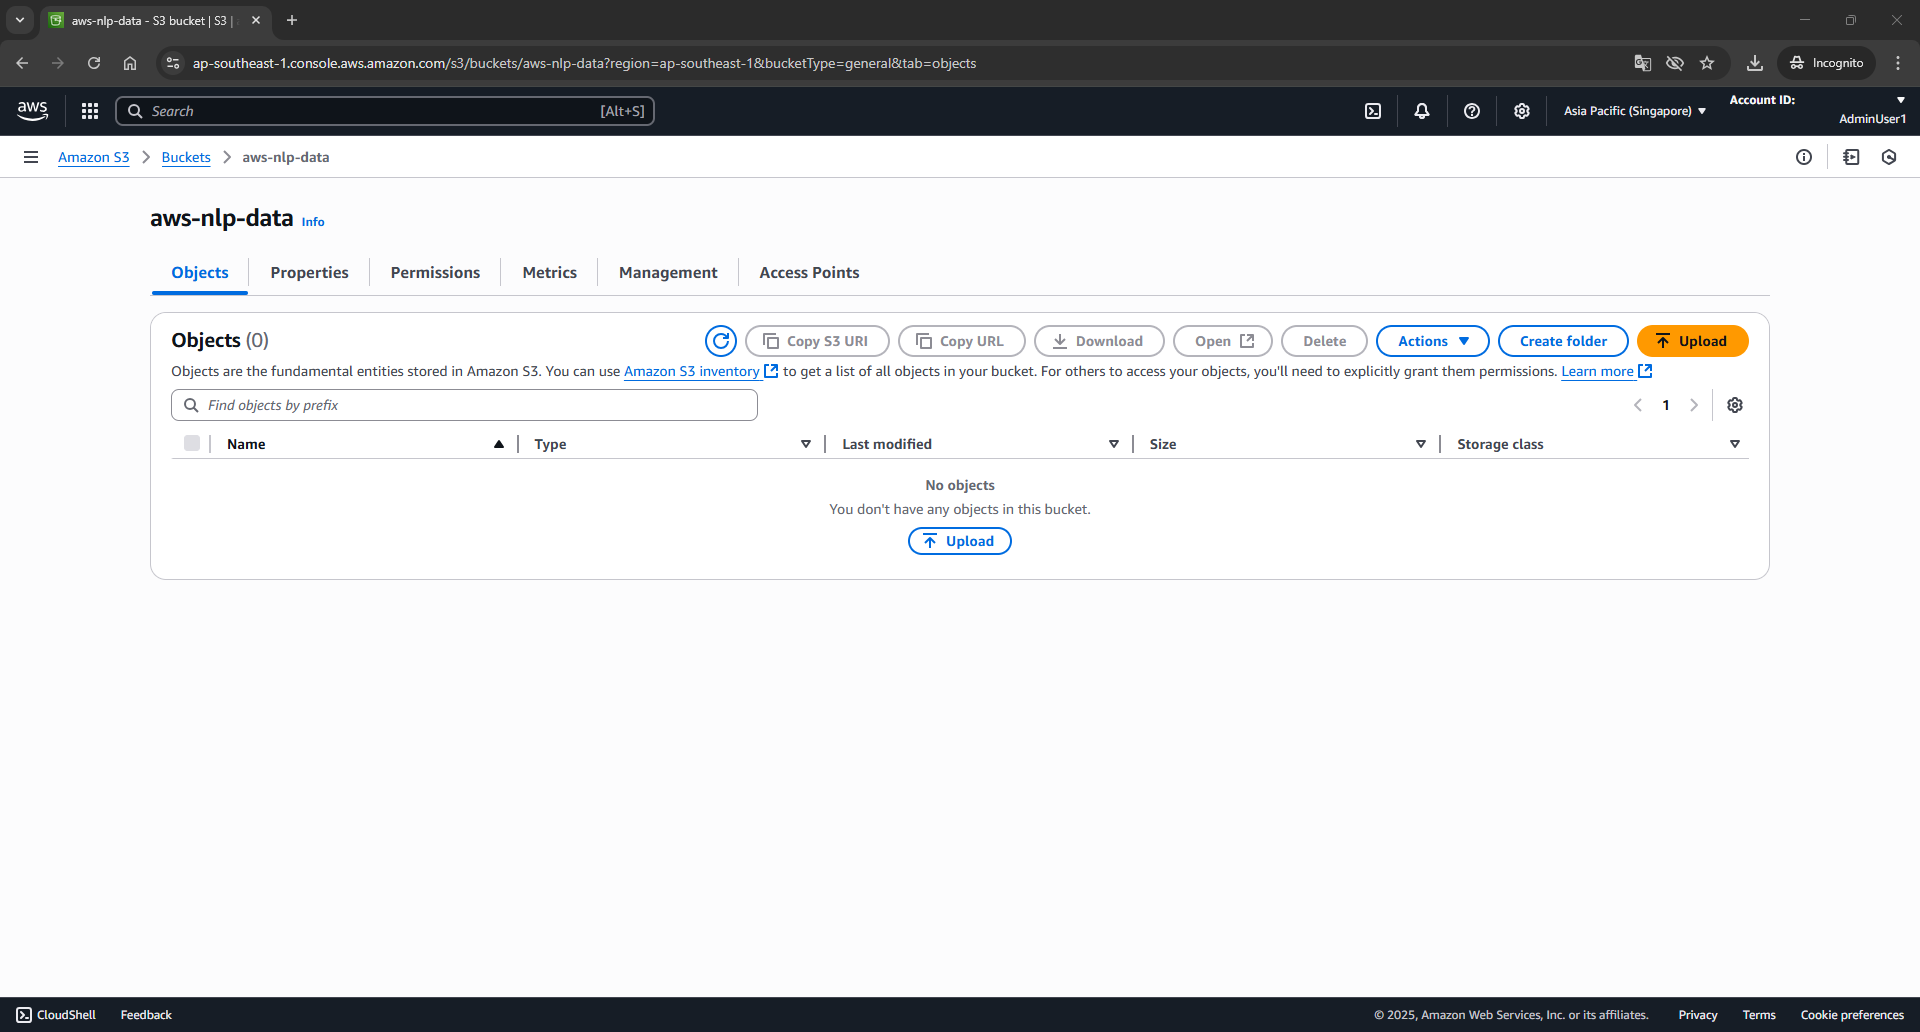 aws-nlp-data - S3 bucket | S3 |
ap-southeast-1.console.aws.amazon.com/s3/buckets/aws-nlp-data?region=ap-southeast-1&bucketType=general&tab=objects
Incognito
aws
Search
[Alt+S]
Asia Pacific (Singapore)
Account ID:
AdminUser1
Amazon S3
Buckets
aws-nlp-data
aws-nlp-data Info
Objects
Properties
Permissions
Metrics
Management
Access Points
Objects (0)
Copy S3 URI
Copy URL
Download
Open
Delete
Actions
Create folder
Upload
Objects are the fundamental entities stored in Amazon S3. You can use Amazon S3 inventory to get a list of all objects in your bucket. For others to access your objects, you'll need to explicitly grant them permissions. Learn more
Find objects by prefix
1
Name
Type
Last modified
Size
Storage class
No objects
You don't have any objects in this bucket.
Upload
CloudShell
Feedback
© 2025, Amazon Web Services, Inc. or its affiliates.
Privacy
Terms
Cookie preferences